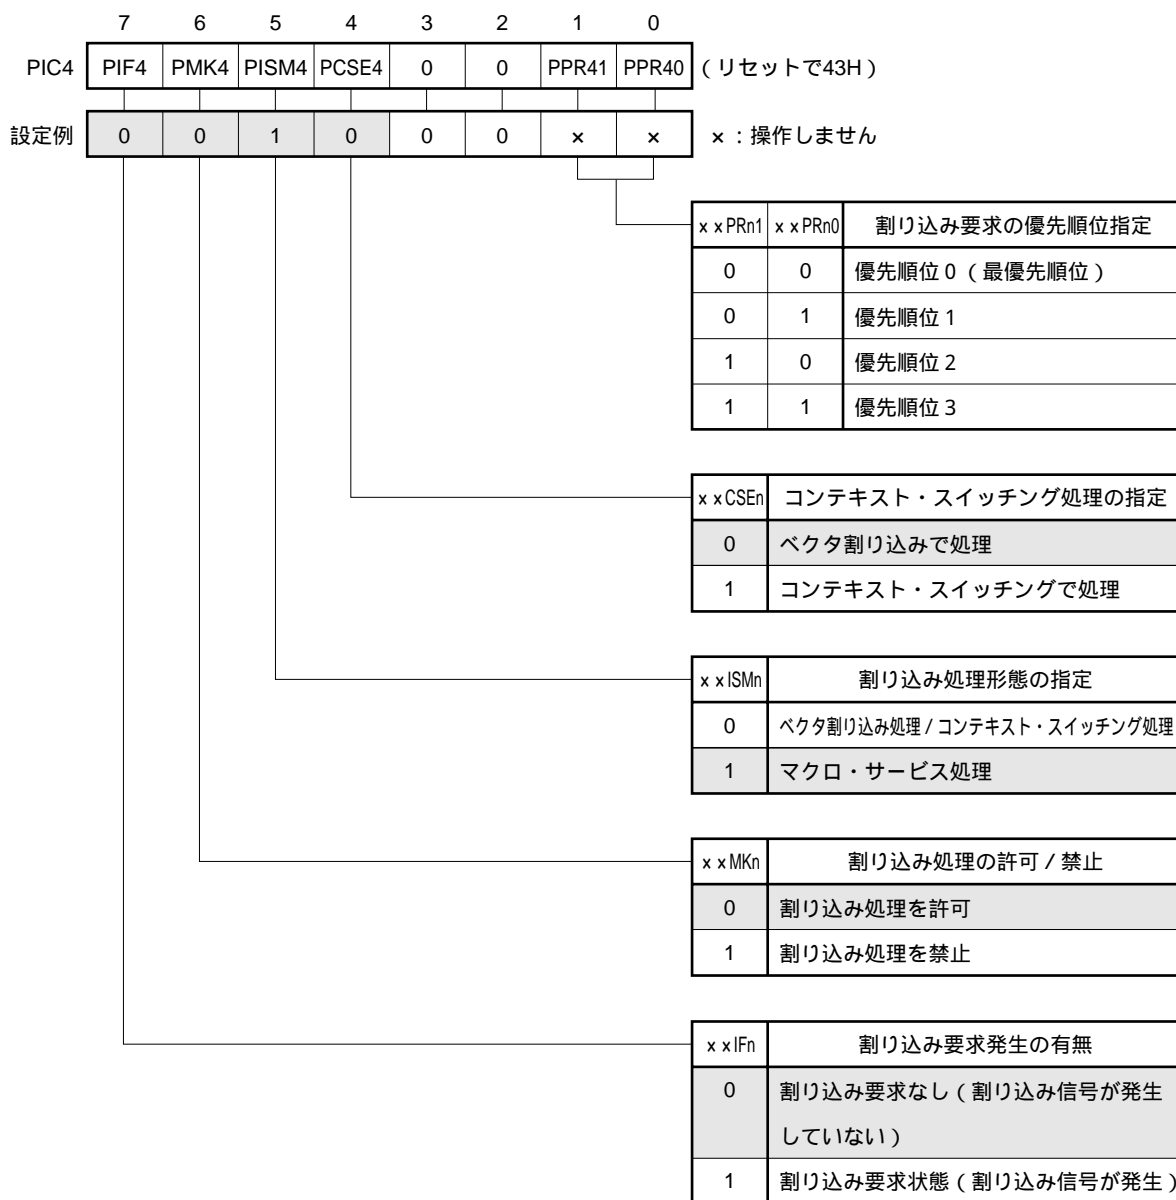 7 6 5 4 3 2 1 0
PIC4 PIF4 PMK4 PISM4 PCSE4 0 0 PPR41 PPR40 （リセットで43H）
設定例 0 0 1 0 0 0 × × ×：操作しません
××PRn1 ××PRn0 割り込み要求の優先順位指定
0 0 優先順位0（最優先順位）
0 1 優先順位1
1 0 優先順位2
1 1 優先順位3
××CSEn コンテキスト・スイッチング処理の指定
0 ベクタ割り込みで処理
1 コンテキスト・スイッチングで処理
××ISMn 割り込み処理形態の指定
0 ベクタ割り込み処理／コンテキスト・スイッチング処理
1 マクロ・サービス処理
××MKn 割り込み処理の許可／禁止
0 割り込み処理を許可
1 割り込み処理を禁止
××IFn 割り込み要求発生の有無
0 割り込み要求なし（割り込み信号が発生
していない）
1 割り込み要求状態（割り込み信号が発生）